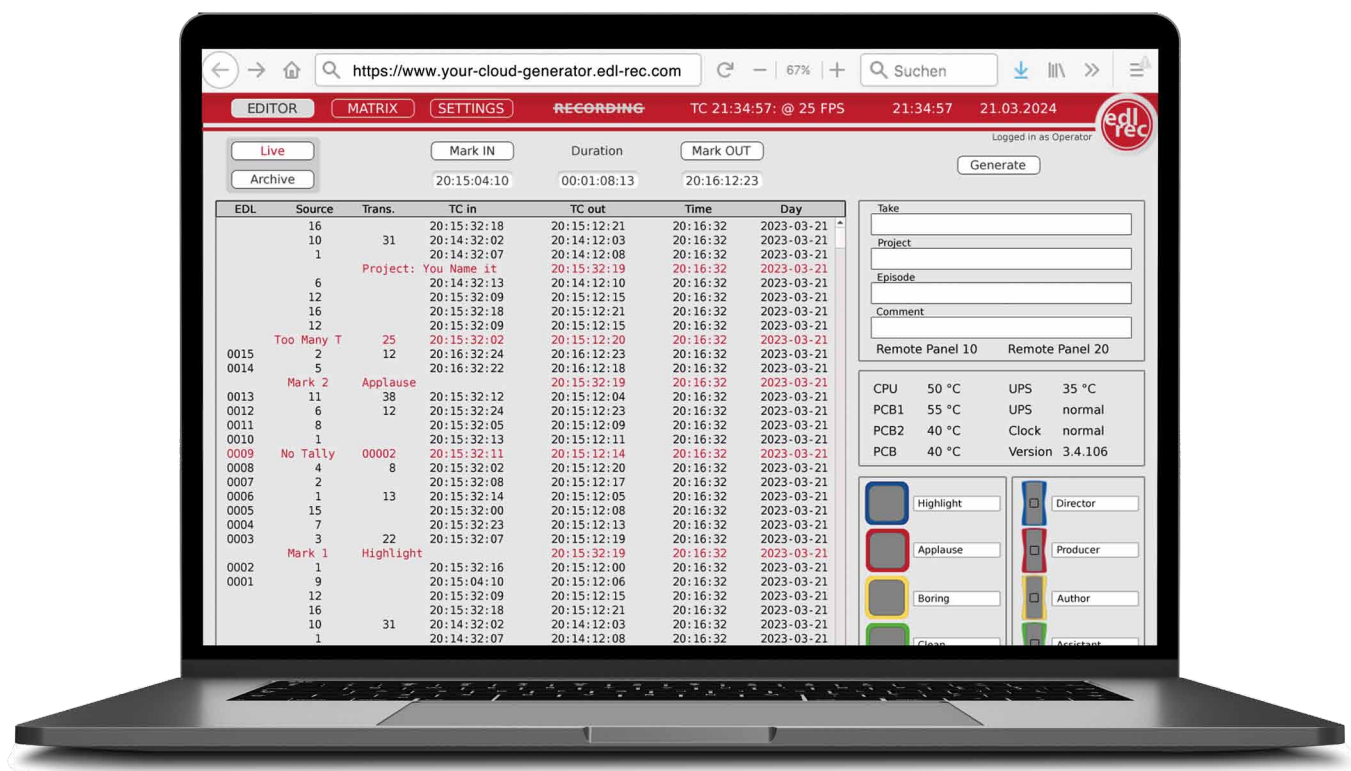 https://www.your-cloud-generator.edl-rec.com 67% Suchen
EDITOR MATRIX SETTINGS RECORDING TC 21:34:57: @ 25 FPS 21:34:57 21.03.2024
edl rec
Logged in as Operator
Live Mark IN Duration Mark OUT
Generate
Archive 20:15:04:10 00:01:08:13 20:16:12:23
EDL Source Trans. TC in TC out Time Day
16 20:15:32:18 20:15:12:21 20:16:32 2023-03-21
10 31 20:14:32:02 20:14:12:03 20:16:32 2023-03-21
1 20:14:32:07 20:14:12:08 20:16:32 2023-03-21
Project: You Name it 20:15:32:19 20:16:32 2023-03-21
6 20:14:32:13 20:14:12:10 20:16:32 2023-03-21
12 20:15:32:09 20:15:12:15 20:16:32 2023-03-21
16 20:15:32:18 20:15:12:21 20:16:32 2023-03-21
12 20:15:32:09 20:15:12:15 20:16:32 2023-03-21
Too Many T 25 20:15:32:02 20:15:12:20 20:16:32 2023-03-21
0015 2 12 20:16:32:24 20:16:12:23 20:16:32 2023-03-21
0014 5 20:16:32:22 20:16:12:18 20:16:32 2023-03-21
Mark 2 Applause 20:15:32:19 20:16:32 2023-03-21
0013 11 38 20:15:32:12 20:15:12:04 20:16:32 2023-03-21
0012 6 12 20:15:32:24 20:15:12:23 20:16:32 2023-03-21
0011 8 20:15:32:05 20:15:12:09 20:16:32 2023-03-21
0010 1 20:15:32:13 20:15:12:11 20:16:32 2023-03-21
0009 No Tally 00002 20:15:32:11 20:15:12:14 20:16:32 2023-03-21
0008 4 8 20:15:32:02 20:15:12:20 20:16:32 2023-03-21
0007 2 20:15:32:08 20:15:12:17 20:16:32 2023-03-21
0006 1 13 20:15:32:14 20:15:12:05 20:16:32 2023-03-21
0005 15 20:15:32:00 20:15:12:08 20:16:32 2023-03-21
0004 7 20:15:32:23 20:15:12:13 20:16:32 2023-03-21
0003 3 22 20:15:32:07 20:15:12:19 20:16:32 2023-03-21
Mark 1 Highlight 20:15:32:19 20:16:32 2023-03-21
0002 1 20:15:32:16 20:15:12:00 20:16:32 2023-03-21
0001 9 20:15:04:10 20:15:12:06 20:16:32 2023-03-21
12 20:15:32:09 20:15:12:15 20:16:32 2023-03-21
16 20:15:32:18 20:15:12:21 20:16:32 2023-03-21
10 31 20:14:32:02 20:14:12:03 20:16:32 2023-03-21
1 20:14:32:07 20:14:12:08 20:16:32 2023-03-21
Take
Project
Episode
Comment
Remote Panel 10 Remote Panel 20
CPU 50 °C UPS 35 °C
PCB1 55 °C UPS normal
PCB2 40 °C Clock normal
PCB 40 °C Version 3.4.106
Highlight Director
Applause Producer
Boring Author
Clean Assistant